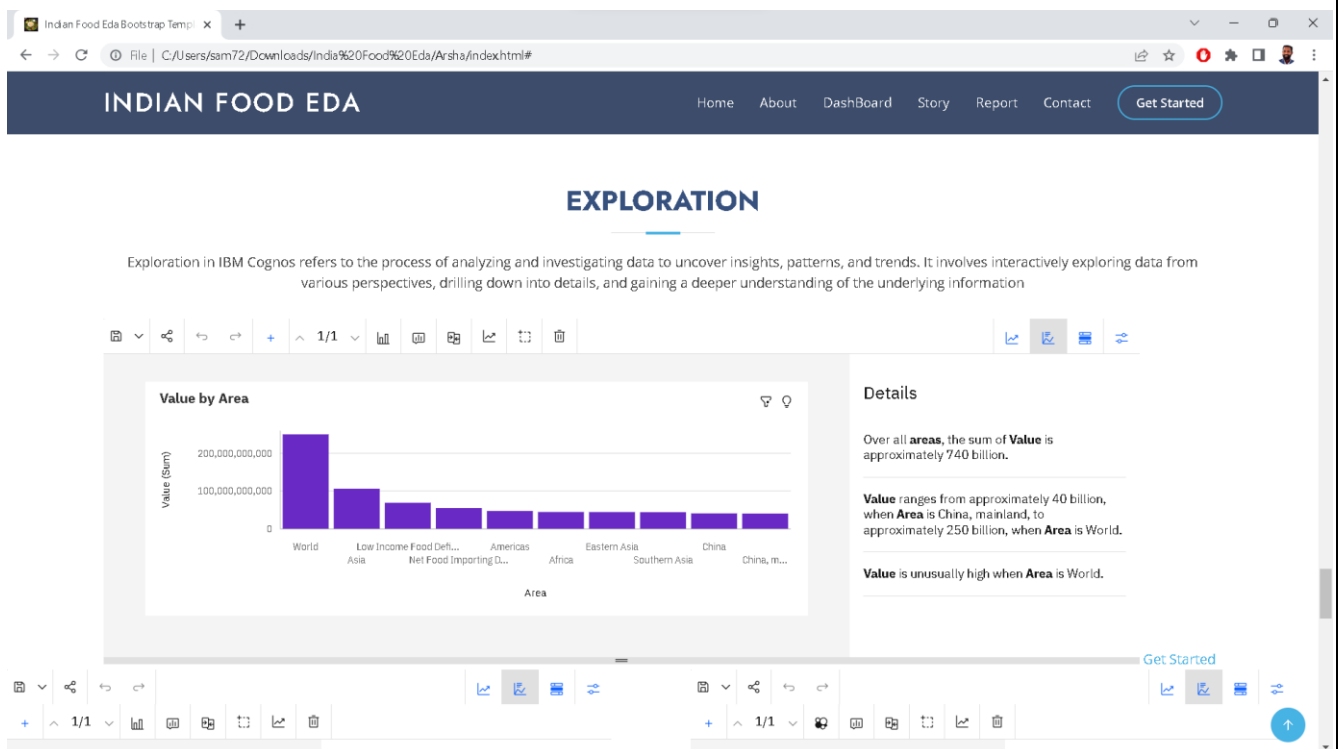 Indian Food Eda Bootstrap Templ
File | C:/Users/sam72/Downloads/India%20Food%20Eda/Arsha/index.html#
INDIAN FOOD EDA
Home About DashBoard Story Report Contact Get Started
EXPLORATION
Exploration in IBM Cognos refers to the process of analyzing and investigating data to uncover insights, patterns, and trends. It involves interactively exploring data from
various perspectives, drilling down into details, and gaining a deeper understanding of the underlying information
1/1
Value by Area
Value (Sum)
200,000,000,000
100,000,000,000
0
World Low Income Food Defi... Americas Eastern Asia China
Asia Net Food Importing D... Africa Southern Asia China, m...
Area
Details
Over all areas, the sum of Value is
approximately 740 billion.
Value ranges from approximately 40 billion,
when Area is China, mainland, to
approximately 250 billion, when Area is World.
Value is unusually high when Area is World.
Get Started
1/1
1/1